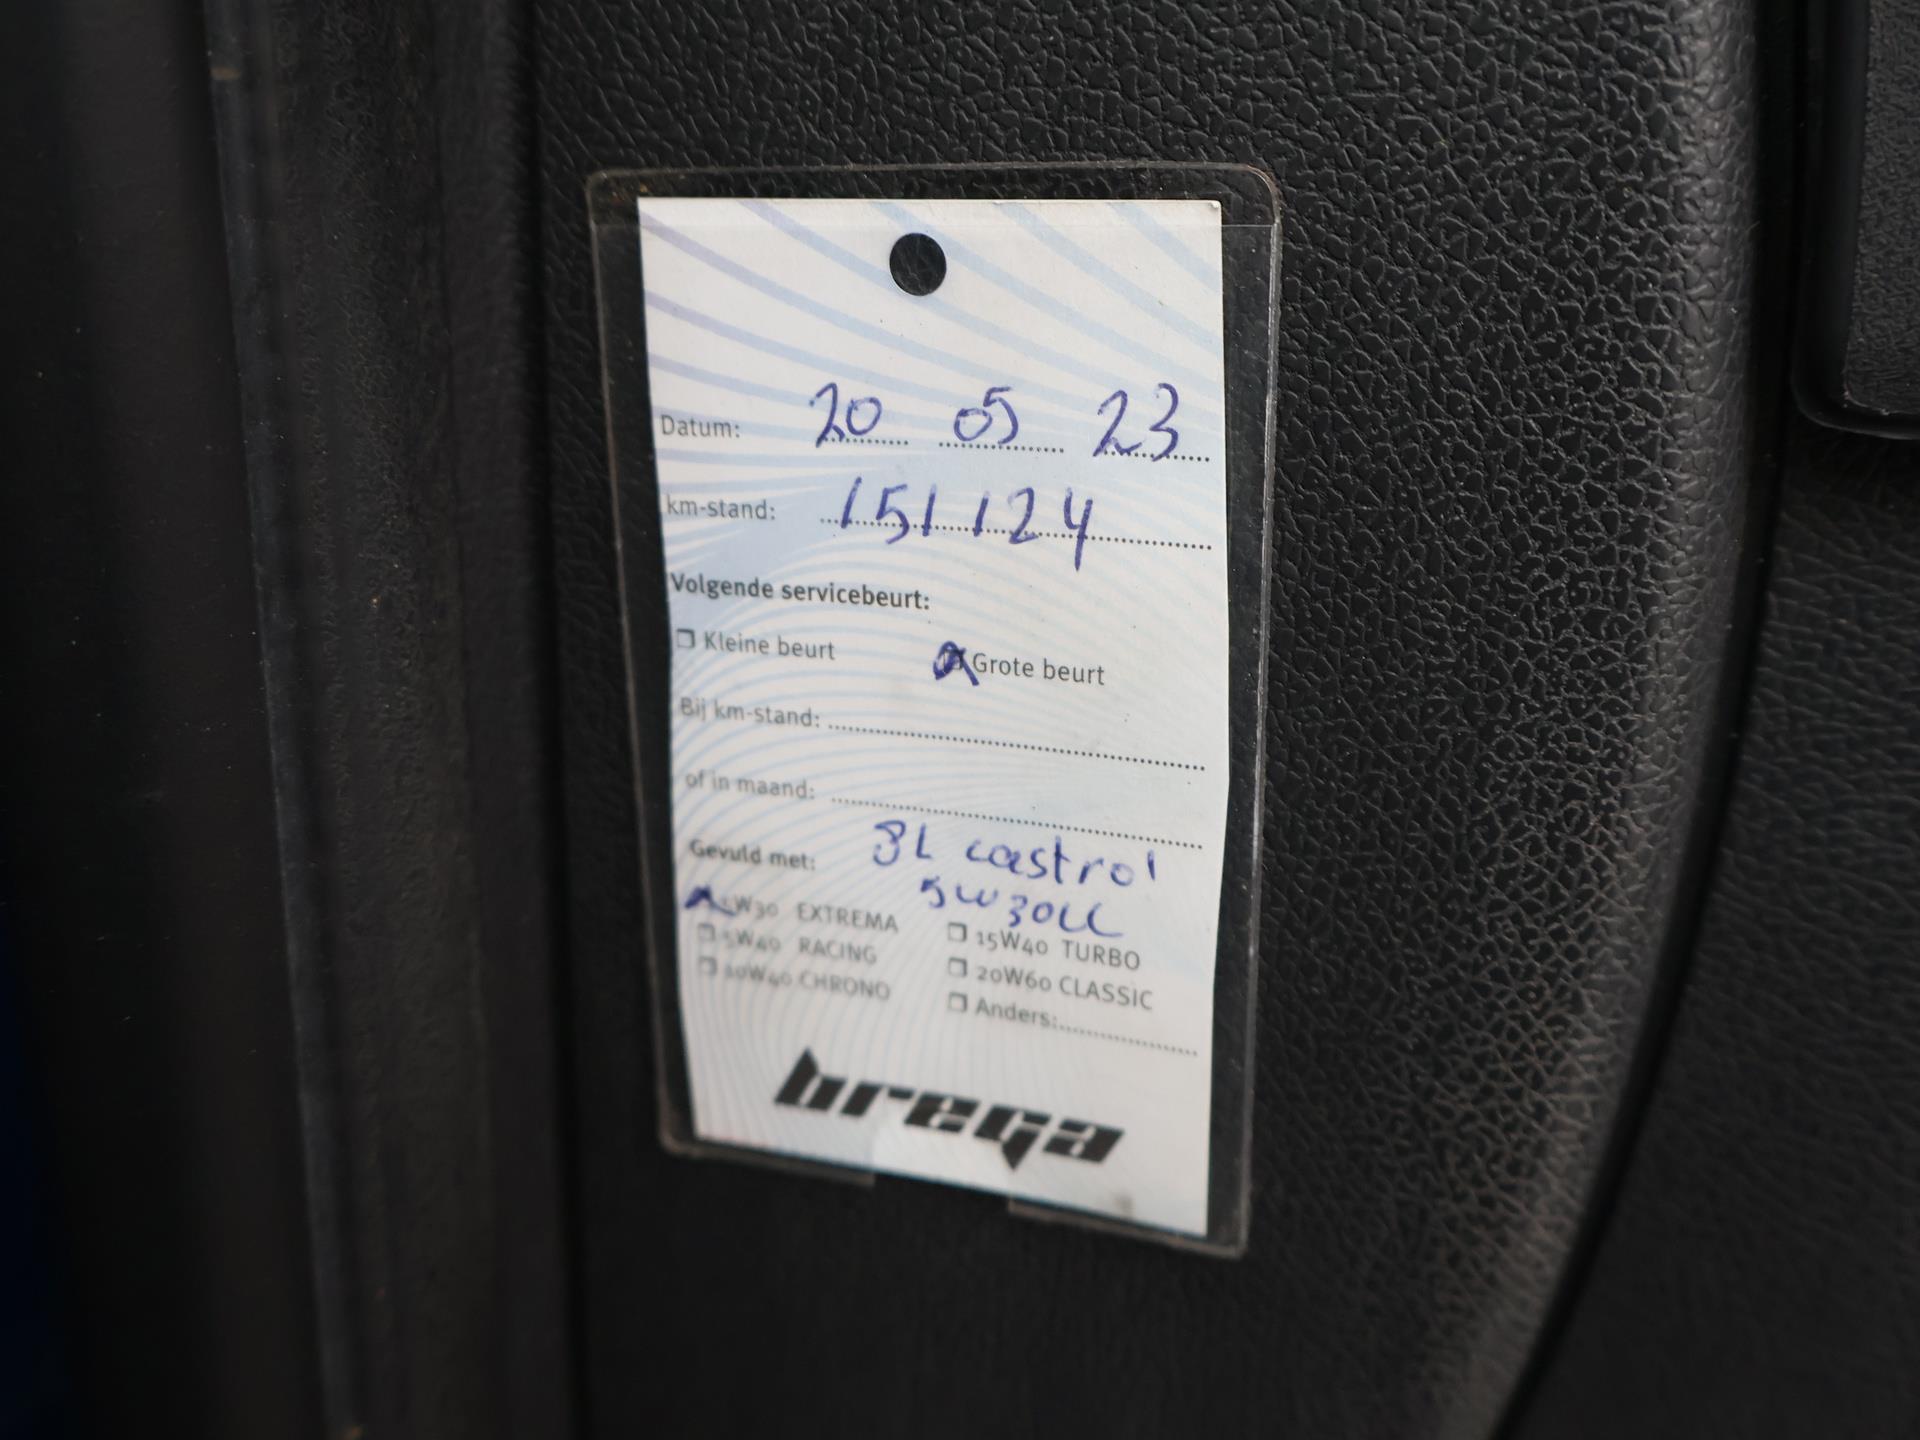 Datum: 20 05 23
km-stand: 151124
Volgende servicebeurt:
Kleine beurt Grote beurt
Bij km-stand:
of in maand:
Gevuld met: 8L castrol
5W30LL
W30 EXTREMA
5W40 RACING 15W40 TURBO
10W40 CHRONO 20W60 CLASSIC
Anders:
brega